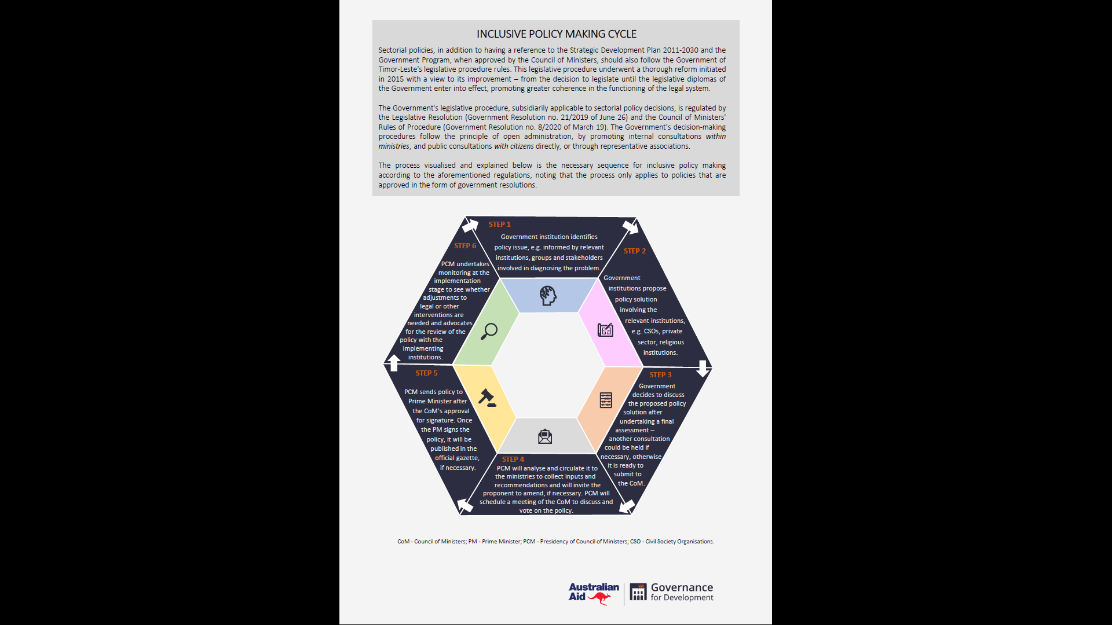 INCLUSIVE POLICY MAKING CYCLE
Sectorial policies, in addition to having a reference to the Strategic Development Plan 2011-2030 and the
Government Program, when approved by the Council of Ministers, should also follow the Government of
Timor-Leste's legislative procedure rules. This legislative procedure underwent a thorough reform initiated
in 2015 with a view to its improvement – from the decision to legislate until the legislative diplomas of
the Government enter into effect, promoting greater coherence in the functioning of the legal system.
The Government's legislative procedure, subsidiarily applicable to sectorial policy decisions, is regulated by
the Legislative Resolution (Government Resolution no. 21/2019 of June 26) and the Council of Ministers'
Rules of Procedure (Government Resolution no. 8/2020 of March 19). The Government's decision-making
procedures follow the principle of open administration, by promoting internal consultations within
ministries, and public consultations with citizens directly, or through representative associations.
The process visualised and explained below is the necessary sequence for inclusive policy making
according to the aforementioned regulations, noting that the process only applies to policies that are
approved in the form of government resolutions.
STEP 1
Government institution identifies
policy issue, e.g. informed by relevant
institutions, groups and stakeholders
involved in diagnosing the problem.
STEP 2
Government
institutions propose
policy solution
involving the
relevant institutions,
e.g. CSOs, private
sector, religious
institutions.
STEP 3
Government
decides to discuss
the proposed policy
solution after
undertaking a final
assessment –
another consultation
could be held if
necessary, otherwise
it is ready to
submit to
the CoM.
STEP 4
PCM will analyse and circulate it to
the ministries to collect inputs and
recommendations and will invite the
proponent to amend, if necessary. PCM will
schedule a meeting of the CoM to discuss and
vote on the policy.
STEP 5
PCM sends policy to
Prime Minister after
the CoM's approval
for signature. Once
the PM signs the
policy, it will be
published in the
official gazette,
if necessary.
STEP 6
PCM undertakes
monitoring at the
implementation
stage to see whether
adjustments to
legal or other
interventions are
needed and advocates
for the review of the
policy with the
implementing
institutions.
CoM - Council of Ministers; PM - Prime Minister; PCM - Presidency of Council of Ministers; CSO - Civil Society Organisations.
Australian
Aid
Governance
for Development